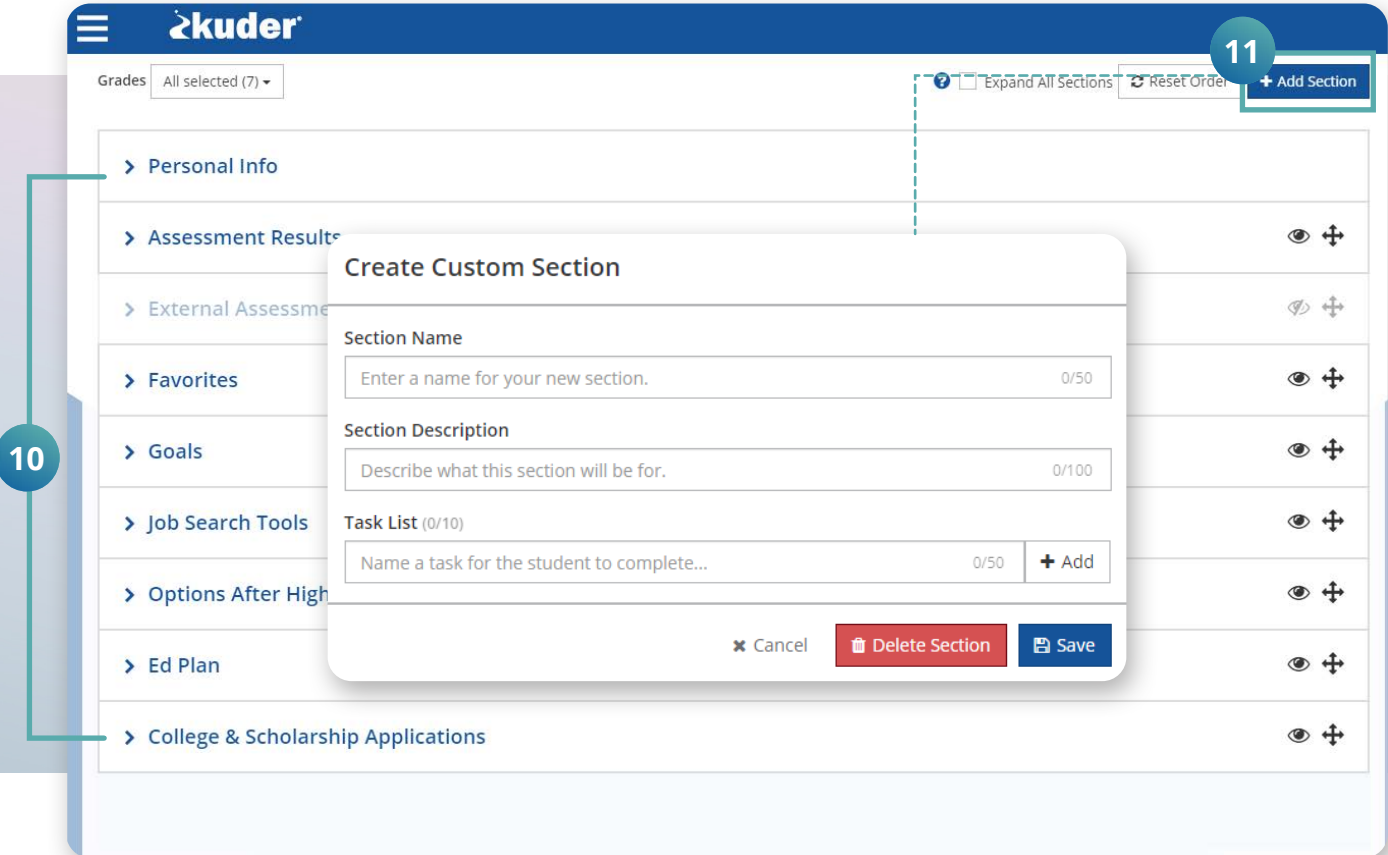 kuder®
11
Grades All selected (7) Expand All Sections Reset Order + Add Section
Personal Info
Assessment Results
External Assessme
Favorites
10
Goals
Job Search Tools
Options After High
Ed Plan
College & Scholarship Applications
Create Custom Section
Section Name
Enter a name for your new section. 0/50
Section Description
Describe what this section will be for. 0/100
Task List (0/10)
Name a task for the student to complete... 0/50 + Add
Cancel Delete Section Save